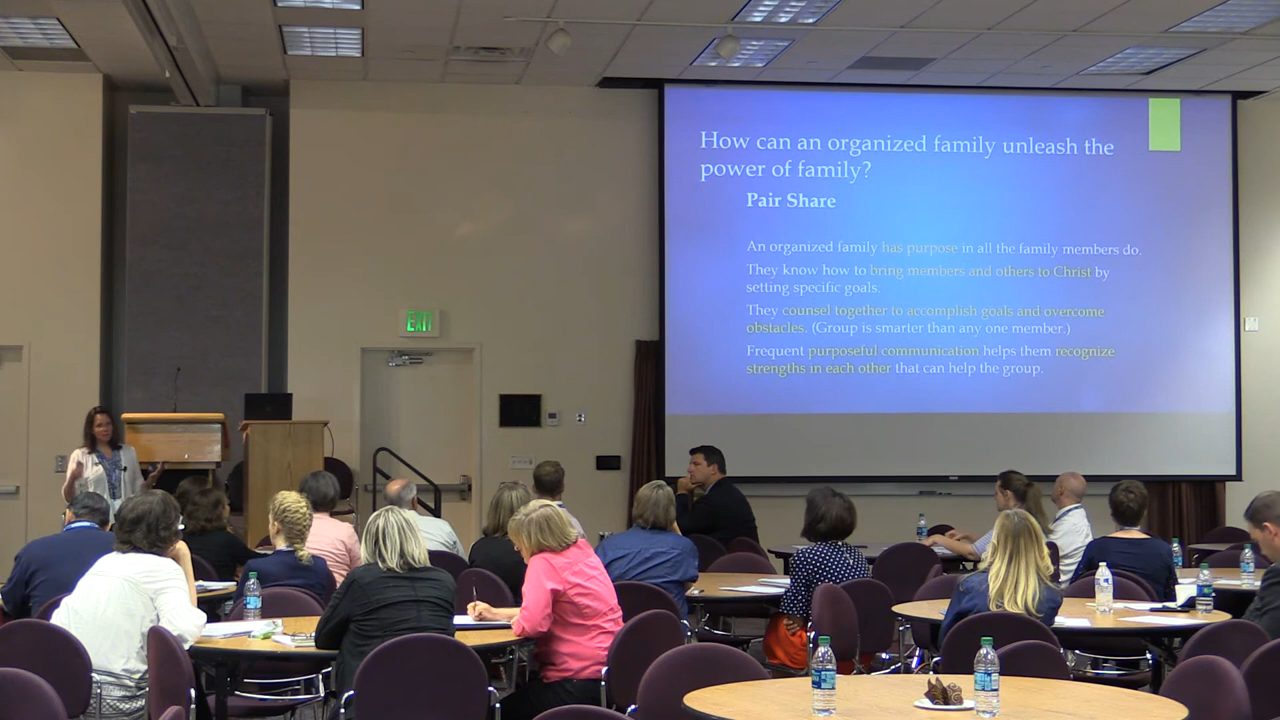 How can an organized family unleash the
power of family?
Pair Share
An organized family has purpose in all the family members do.
They know how to bring members and others to Christ by
setting specific goals.
They counsel together to accomplish goals and overcome
obstacles. (Group is smarter than any one member.)
Frequent purposeful communication helps them recognize
strengths in each other that can help the group.
EXIT